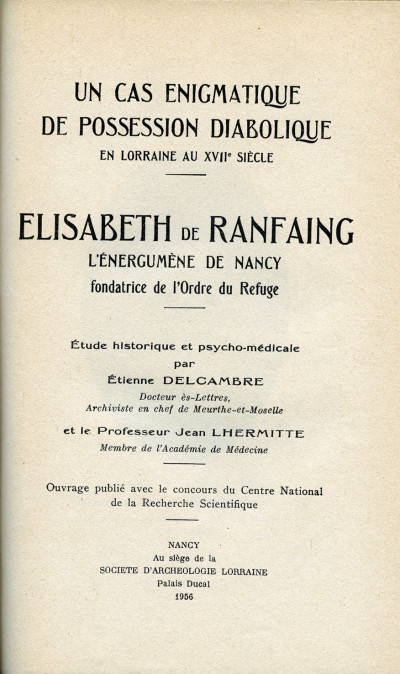 UN CAS ENIGMATIQUE
DE POSSESSION DIABOLIQUE
EN LORRAINE AU XVIIe SIÈCLE
ELISABETH DE RANFAING
L'ÉNERGUMÈNE DE NANCY
fondatrice de l'Ordre du Refuge
Étude historique et psycho-médicale
par
Étienne DELCAMBRE
Docteur ès-Lettres,
Archiviste en chef de Meurthe-et-Moselle
et le Professeur Jean LHERMITTE
Membre de l'Académie de Médecine
Ouvrage publié avec le concours du Centre National
de la Recherche Scientifique
NANCY
Au siège de la
SOCIETE D'ARCHEOLOGIE LORRAINE
Palais Ducal
1956